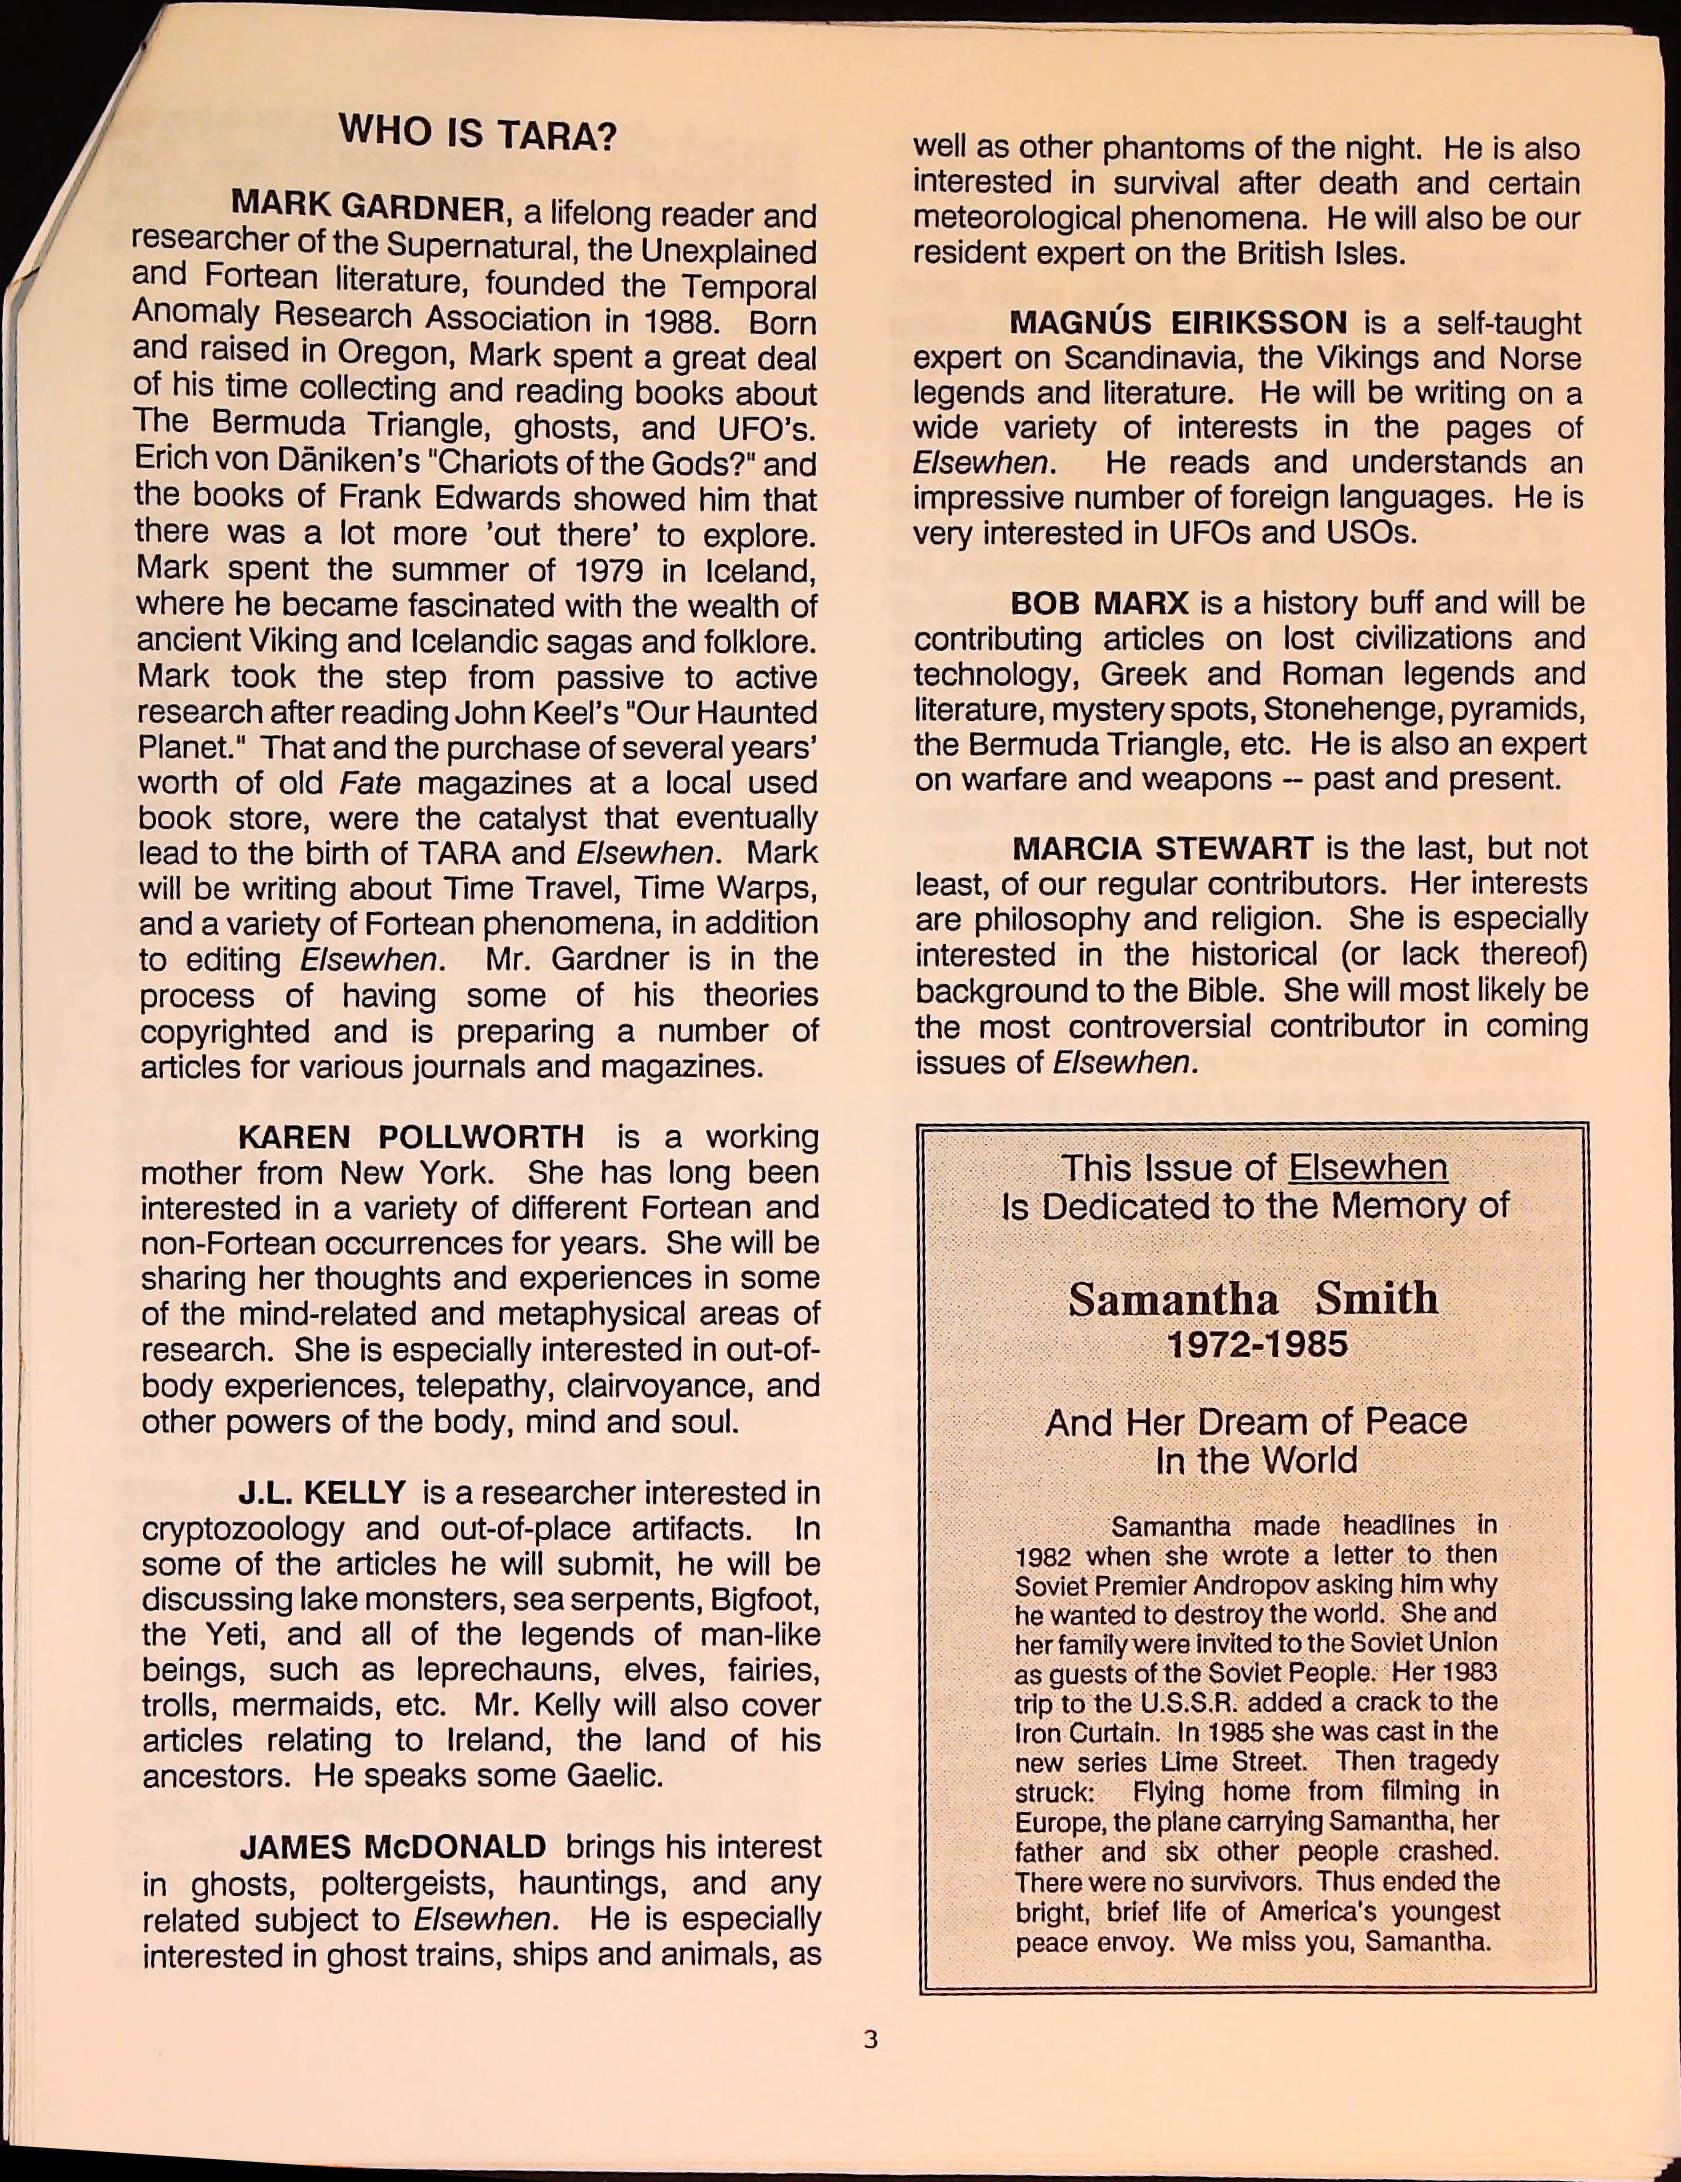 WHO IS TARA?
MARK GARDNER, a lifelong reader and
researcher of the Supernatural, the Unexplained
and Fortean literature, founded the Temporal
Anomaly Research Association in 1988. Born
and raised in Oregon, Mark spent a great deal
of his time collecting and reading books about
The Bermuda Triangle, ghosts, and UFO's.
Erich von Däniken's "Chariots of the Gods?" and
the books of Frank Edwards showed him that
there was a lot more 'out there' to explore.
Mark spent the summer of 1979 in Iceland,
where he became fascinated with the wealth of
ancient Viking and Icelandic sagas and folklore.
Mark took the step from passive to active
research after reading John Keel's "Our Haunted
Planet." That and the purchase of several years'
worth of old Fate magazines at a local used
book store, were the catalyst that eventually
lead to the birth of TARA and Elsewhen. Mark
will be writing about Time Travel, Time Warps,
and a variety of Fortean phenomena, in addition
to editing Elsewhen. Mr. Gardner is in the
process of having some of his theories
copyrighted and is preparing a number of
articles for various journals and magazines.
KAREN POLLWORTH is a working
mother from New York. She has long been
interested in a variety of different Fortean and
non-Fortean occurrences for years. She will be
sharing her thoughts and experiences in some
of the mind-related and metaphysical areas of
research. She is especially interested in out-of-
body experiences, telepathy, clairvoyance, and
other powers of the body, mind and soul.
J.L. KELLY is a researcher interested in
cryptozoology and out-of-place artifacts. In
some of the articles he will submit, he will be
discussing lake monsters, sea serpents, Bigfoot,
the Yeti, and all of the legends of man-like
beings, such as leprechauns, elves, fairies,
trolls, mermaids, etc. Mr. Kelly will also cover
articles relating to Ireland, the land of his
ancestors. He speaks some Gaelic.
JAMES McDONALD brings his interest
in ghosts, poltergeists, hauntings, and any
related subject to Elsewhen. He is especially
interested in ghost trains, ships and animals, as
well as other phantoms of the night. He is also
interested in survival after death and certain
meteorological phenomena. He will also be our
resident expert on the British Isles.
MAGNÚS EIRIKSSON is a self-taught
expert on Scandinavia, the Vikings and Norse
legends and literature. He will be writing on a
wide variety of interests in the pages of
Elsewhen. He reads and understands an
impressive number of foreign languages. He is
very interested in UFOs and USOs.
BOB MARX is a history buff and will be
contributing articles on lost civilizations and
technology, Greek and Roman legends and
literature, mystery spots, Stonehenge, pyramids,
the Bermuda Triangle, etc. He is also an expert
on warfare and weapons -- past and present.
MARCIA STEWART is the last, but not
least, of our regular contributors. Her interests
are philosophy and religion. She is especially
interested in the historical (or lack thereof)
background to the Bible. She will most likely be
the most controversial contributor in coming
issues of Elsewhen.
This Issue of Elsewhen
Is Dedicated to the Memory of
Samantha Smith
1972-1985
And Her Dream of Peace
In the World
Samantha made headlines in
1982 when she wrote a letter to then
Soviet Premier Andropov asking him why
he wanted to destroy the world. She and
her family were invited to the Soviet Union
as guests of the Soviet People. Her 1983
trip to the U.S.S.R. added a crack to the
Iron Curtain. In 1985 she was cast in the
new series Lime Street. Then tragedy
struck: Flying home from filming in
Europe, the plane carrying Samantha, her
father and six other people crashed.
There were no survivors. Thus ended the
bright, brief life of America's youngest
peace envoy. We miss you, Samantha.
3